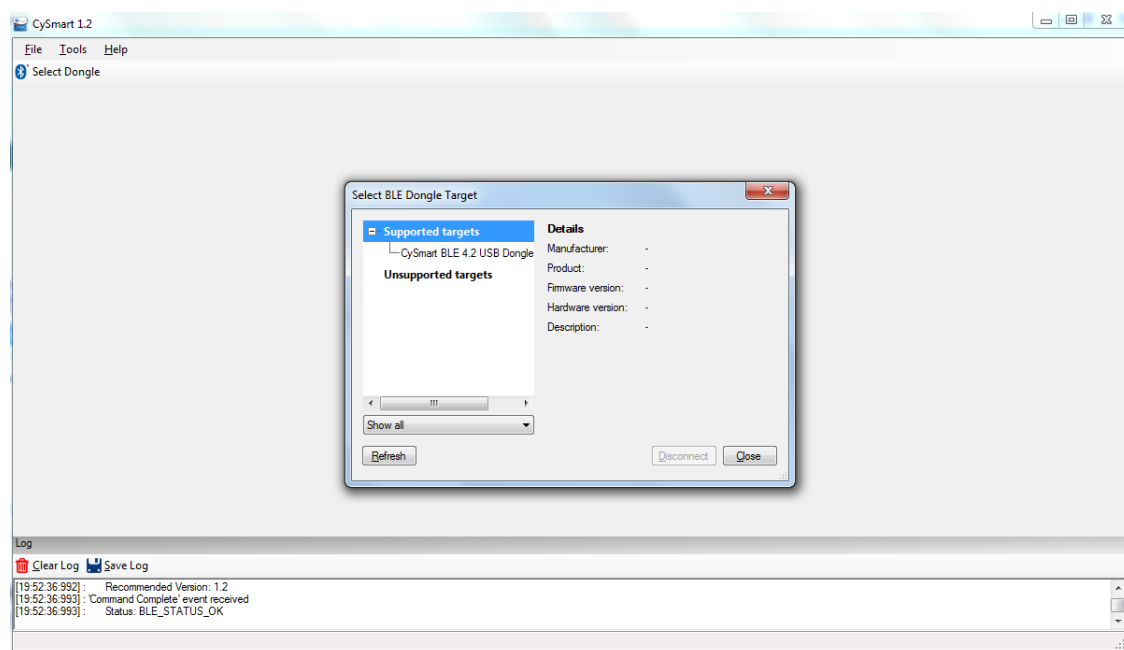 CySmart 1.2
File Tools Help
Select Dongle
Select BLE Dongle Target
Supported targets
CySmart BLE 4.2 USB Dongle
Unsupported targets
Show all
Refresh
Details
Manufacturer: -
Product: -
Firmware version: -
Hardware version: -
Description: -
Disconnect Close
Log
Clear Log Save Log
[19:52:36:992] : Recommended Version: 1.2
[19:52:36:993] : 'Command Complete' event received
[19:52:36:993] : Status: BLE_STATUS_OK